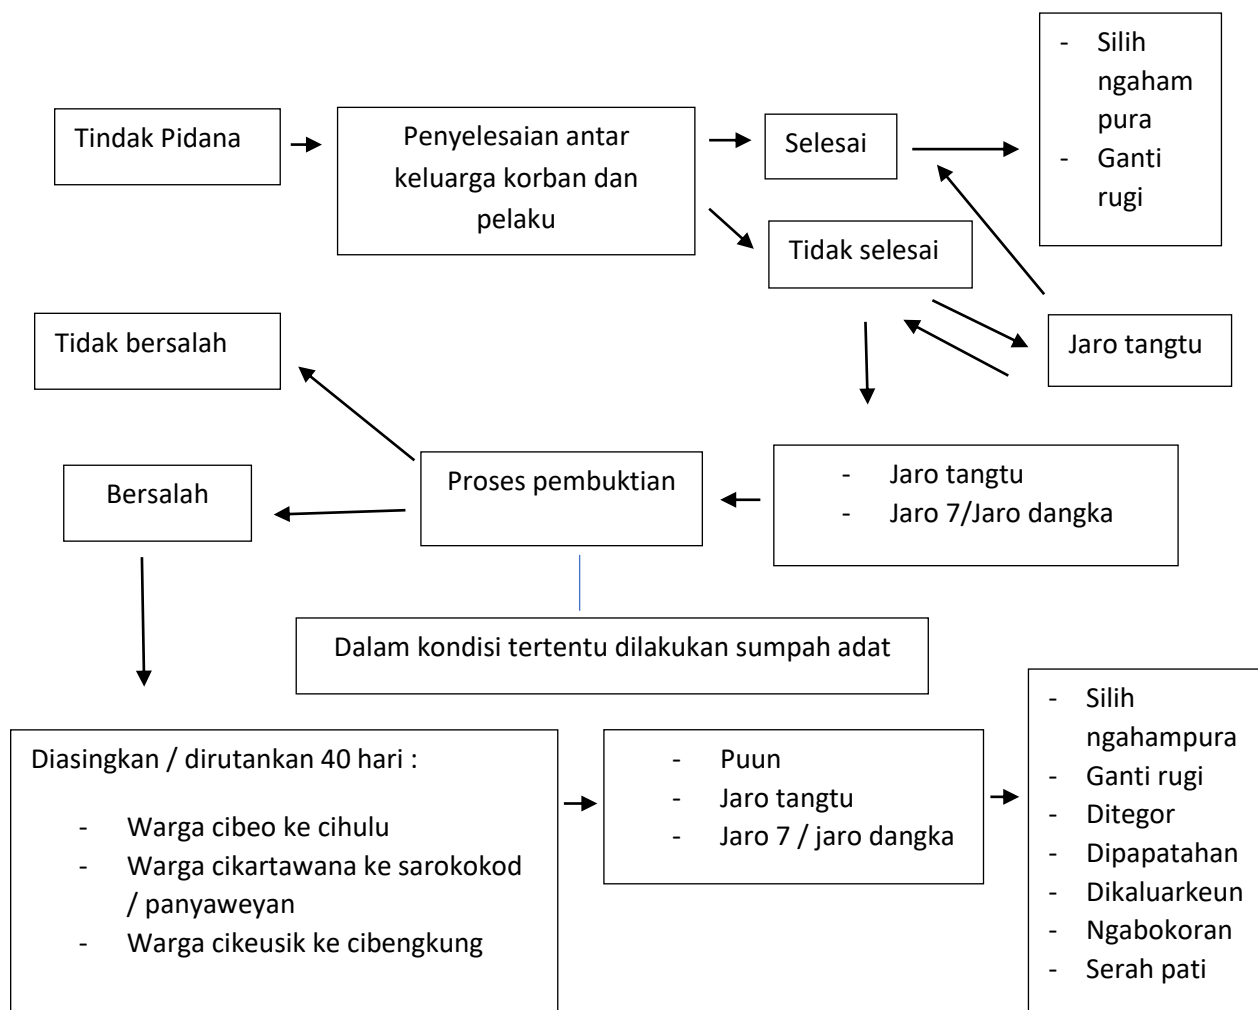 Tindak Pidana
Penyelesaian antar
keluarga korban dan
pelaku
Selesai
- Silih
ngaham
pura
- Ganti
rugi
Tidak selesai
Jaro tangtu
Tidak bersalah
Bersalah
Proses pembuktian
- Jaro tangtu
- Jaro 7/Jaro dangka
Dalam kondisi tertentu dilakukan sumpah adat
Diasingkan / dirutankan 40 hari :
- Warga cibeo ke cihulu
- Warga cikartawana ke sarokokod
/ panyaweyan
- Warga cikeusik ke cibengkung
- Puun
- Jaro tangtu
- Jaro 7 / jaro dangka
- Silih
ngahampura
- Ganti rugi
- Ditegor
- Dipapatahan
- Dikaluarkeun
- Ngabokoran
- Serah pati